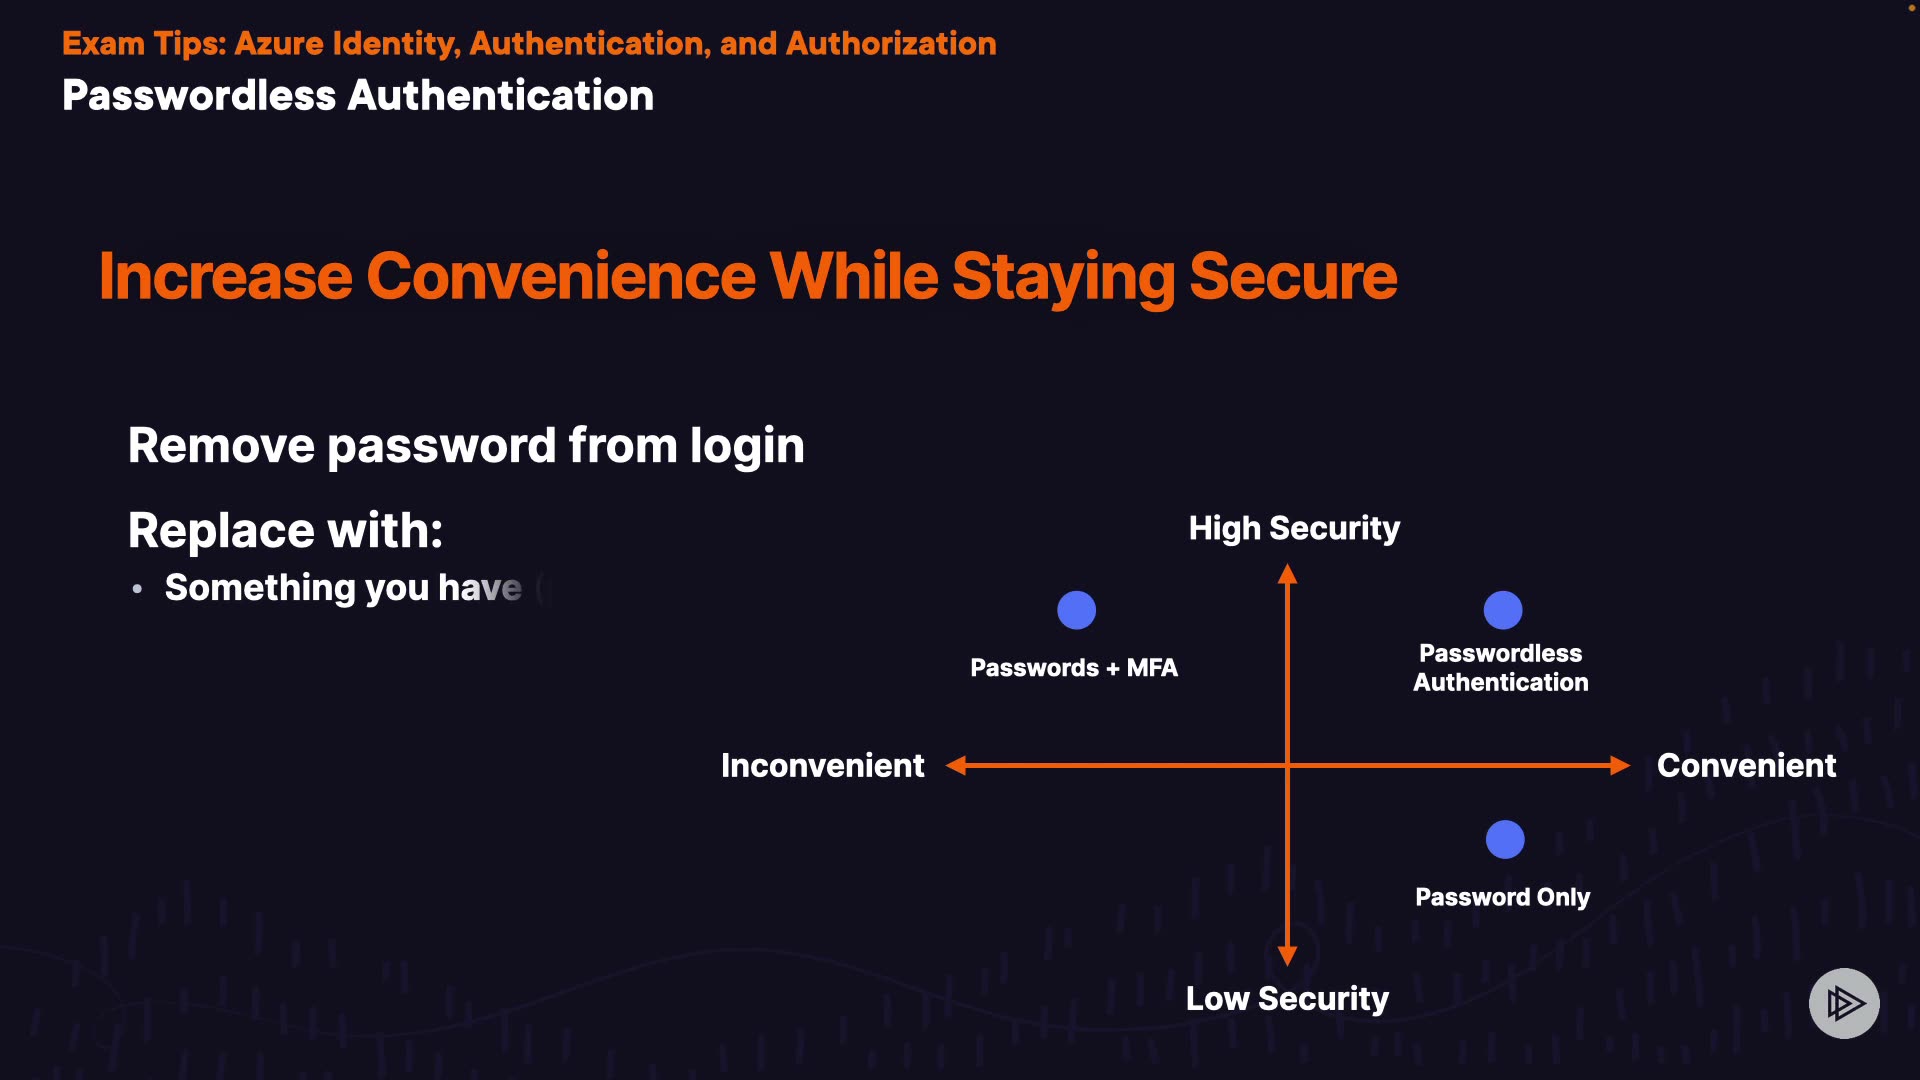 Exam Tips: Azure Identity, Authentication, and Authorization
Passwordless Authentication
Increase Convenience While Staying Secure
Remove password from login
Replace with:
• Something you have (
High Security
Passwords + MFA
Passwordless
Authentication
Inconvenient
Convenient
Password Only
Low Security